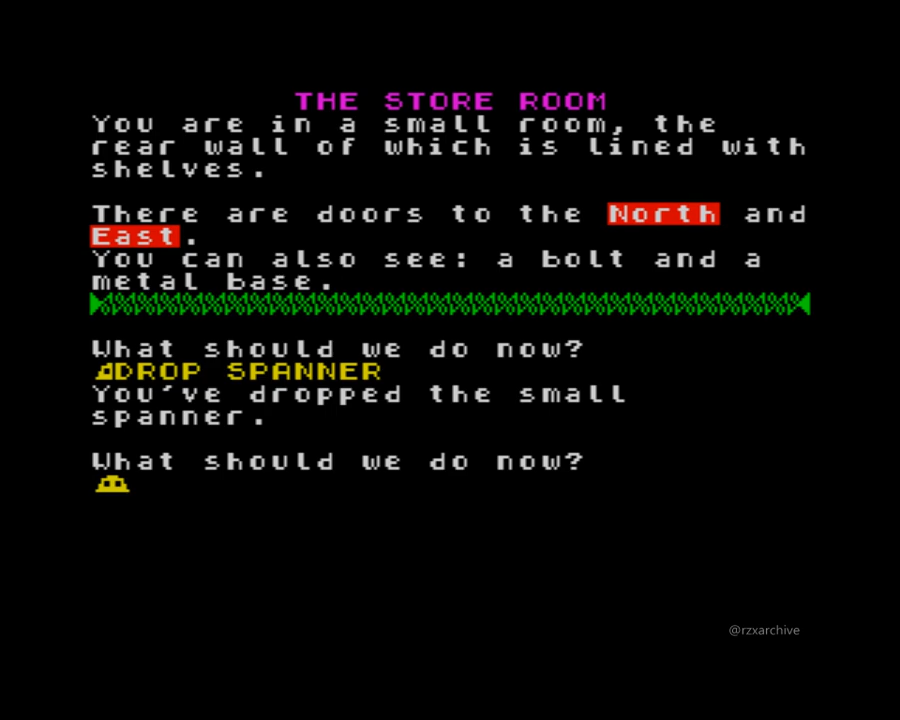 THE STORE ROOM
You are in a small room, the
rear wall of which is lined with
shelves.
There are doors to the North and
East.
You can also see: a bolt and a
metal base.
What should we do now?
DROP SPANNER
You've dropped the small
spanner.
What should we do now?
@rzxarchive